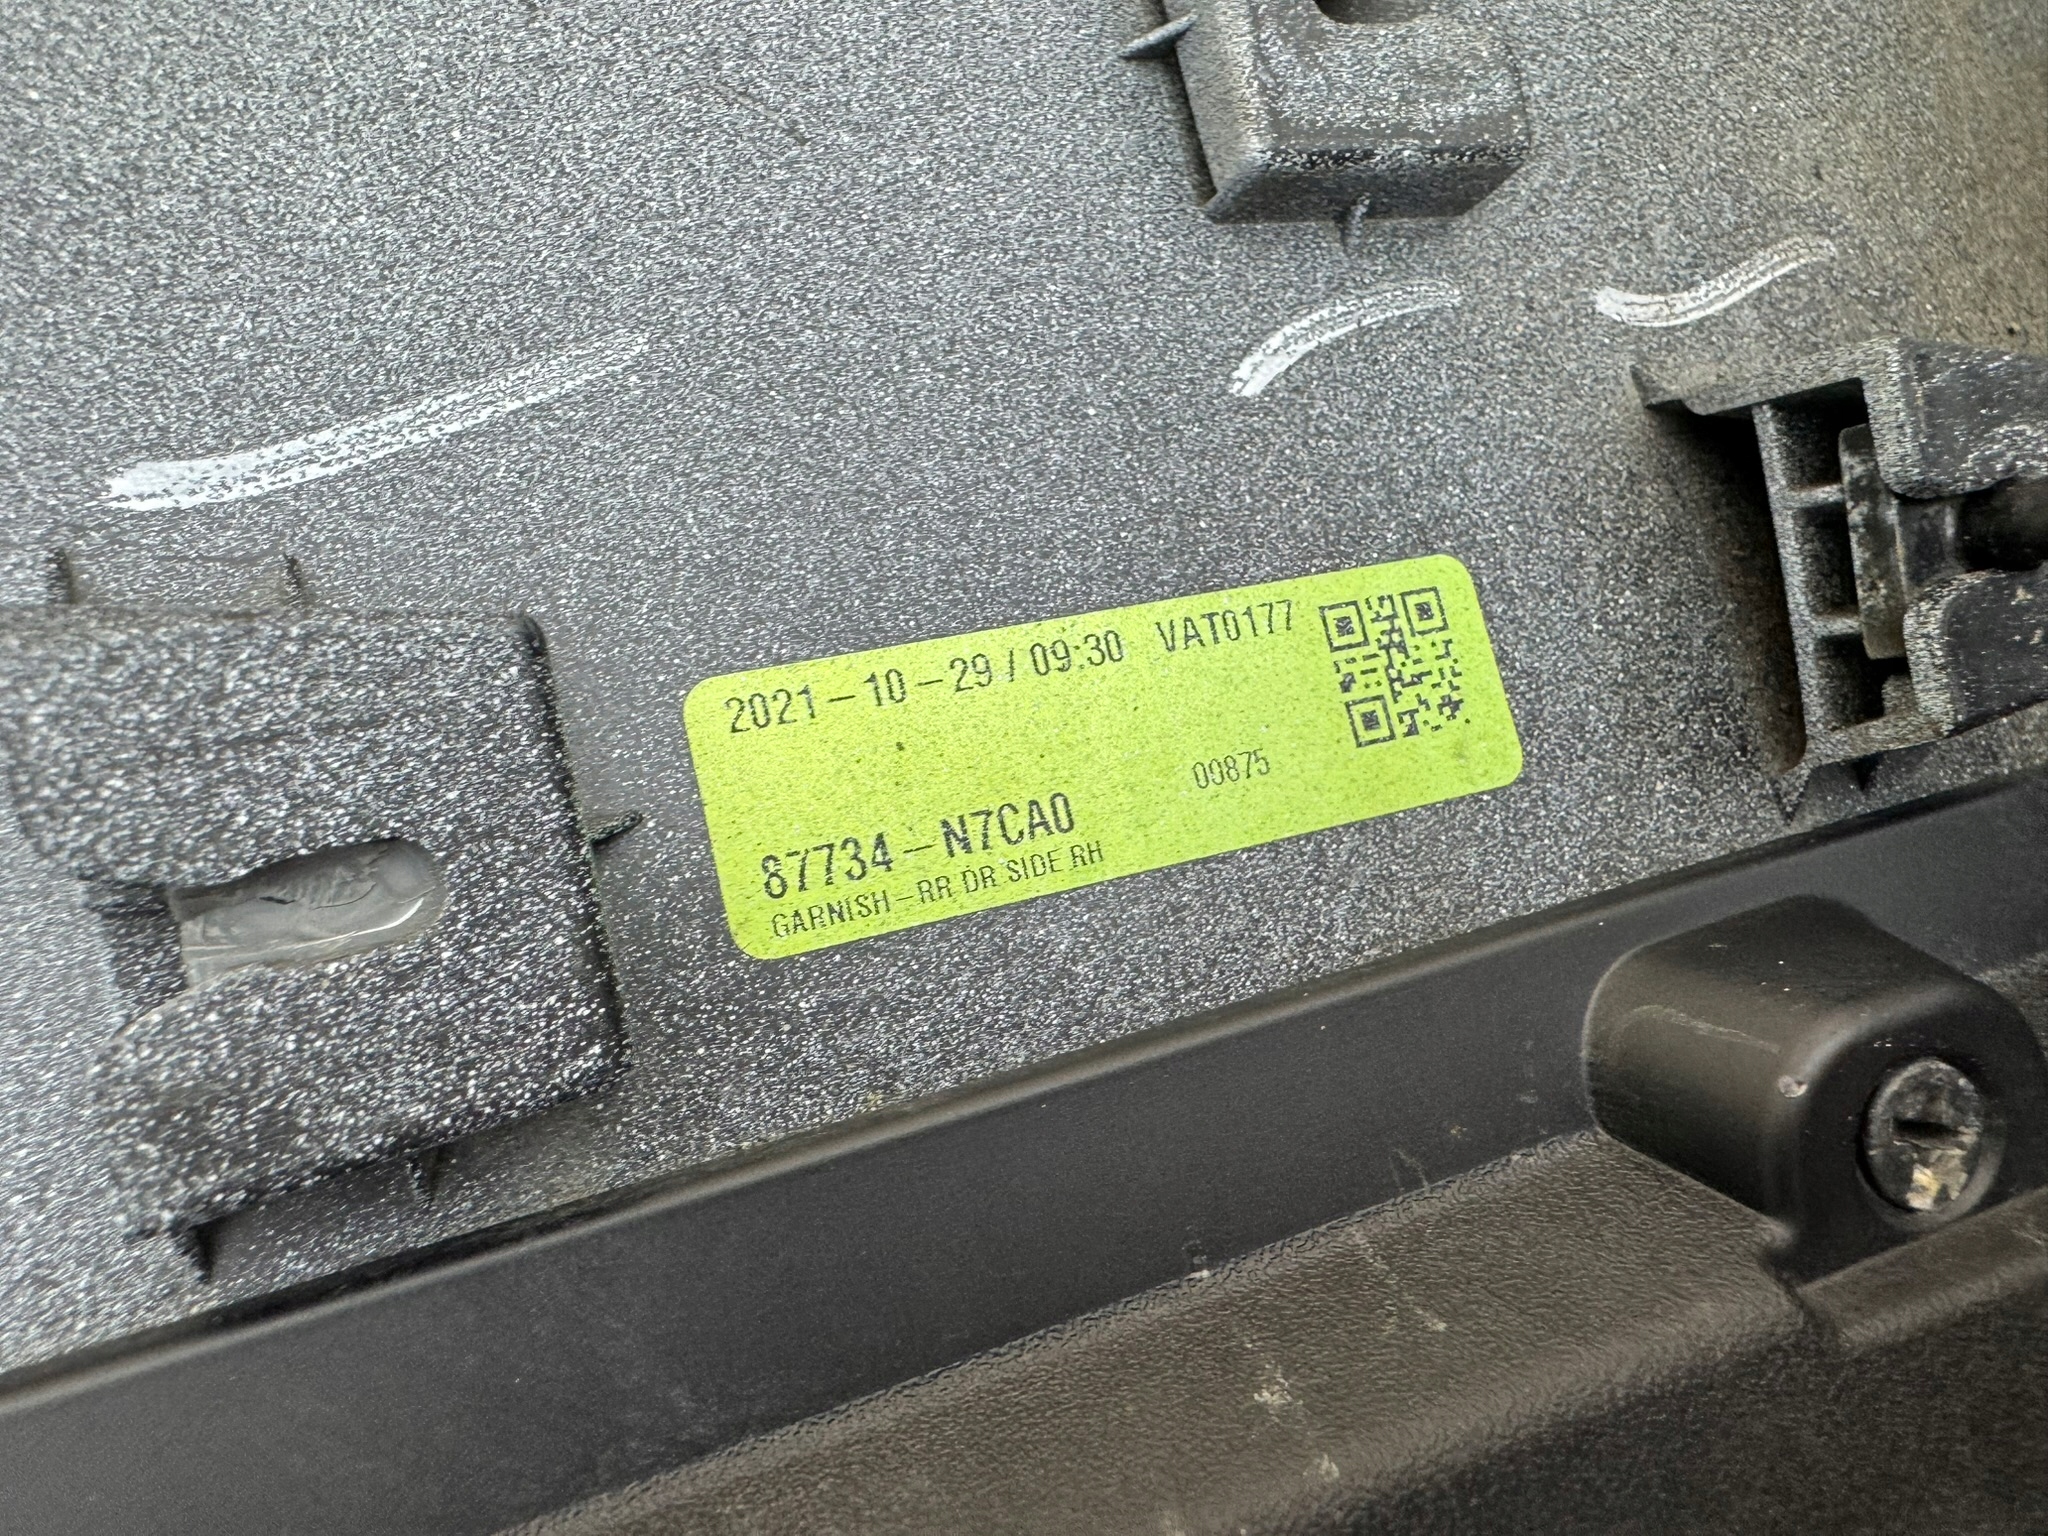 2021-10-29 / 09:30 VAT0177
00875
87734-N7CA0
GARNISH-RR DR SIDE RH